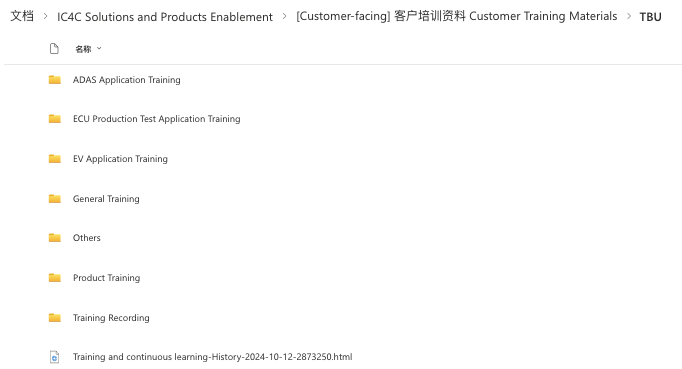 文档 > IC4C Solutions and Products Enablement > [Customer-facing] 客户培训资料 Customer Training Materials > TBU
名称
ADAS Application Training
ECU Production Test Application Training
EV Application Training
General Training
Others
Product Training
Training Recording
Training and continuous learning-History-2024-10-12-2873250.html